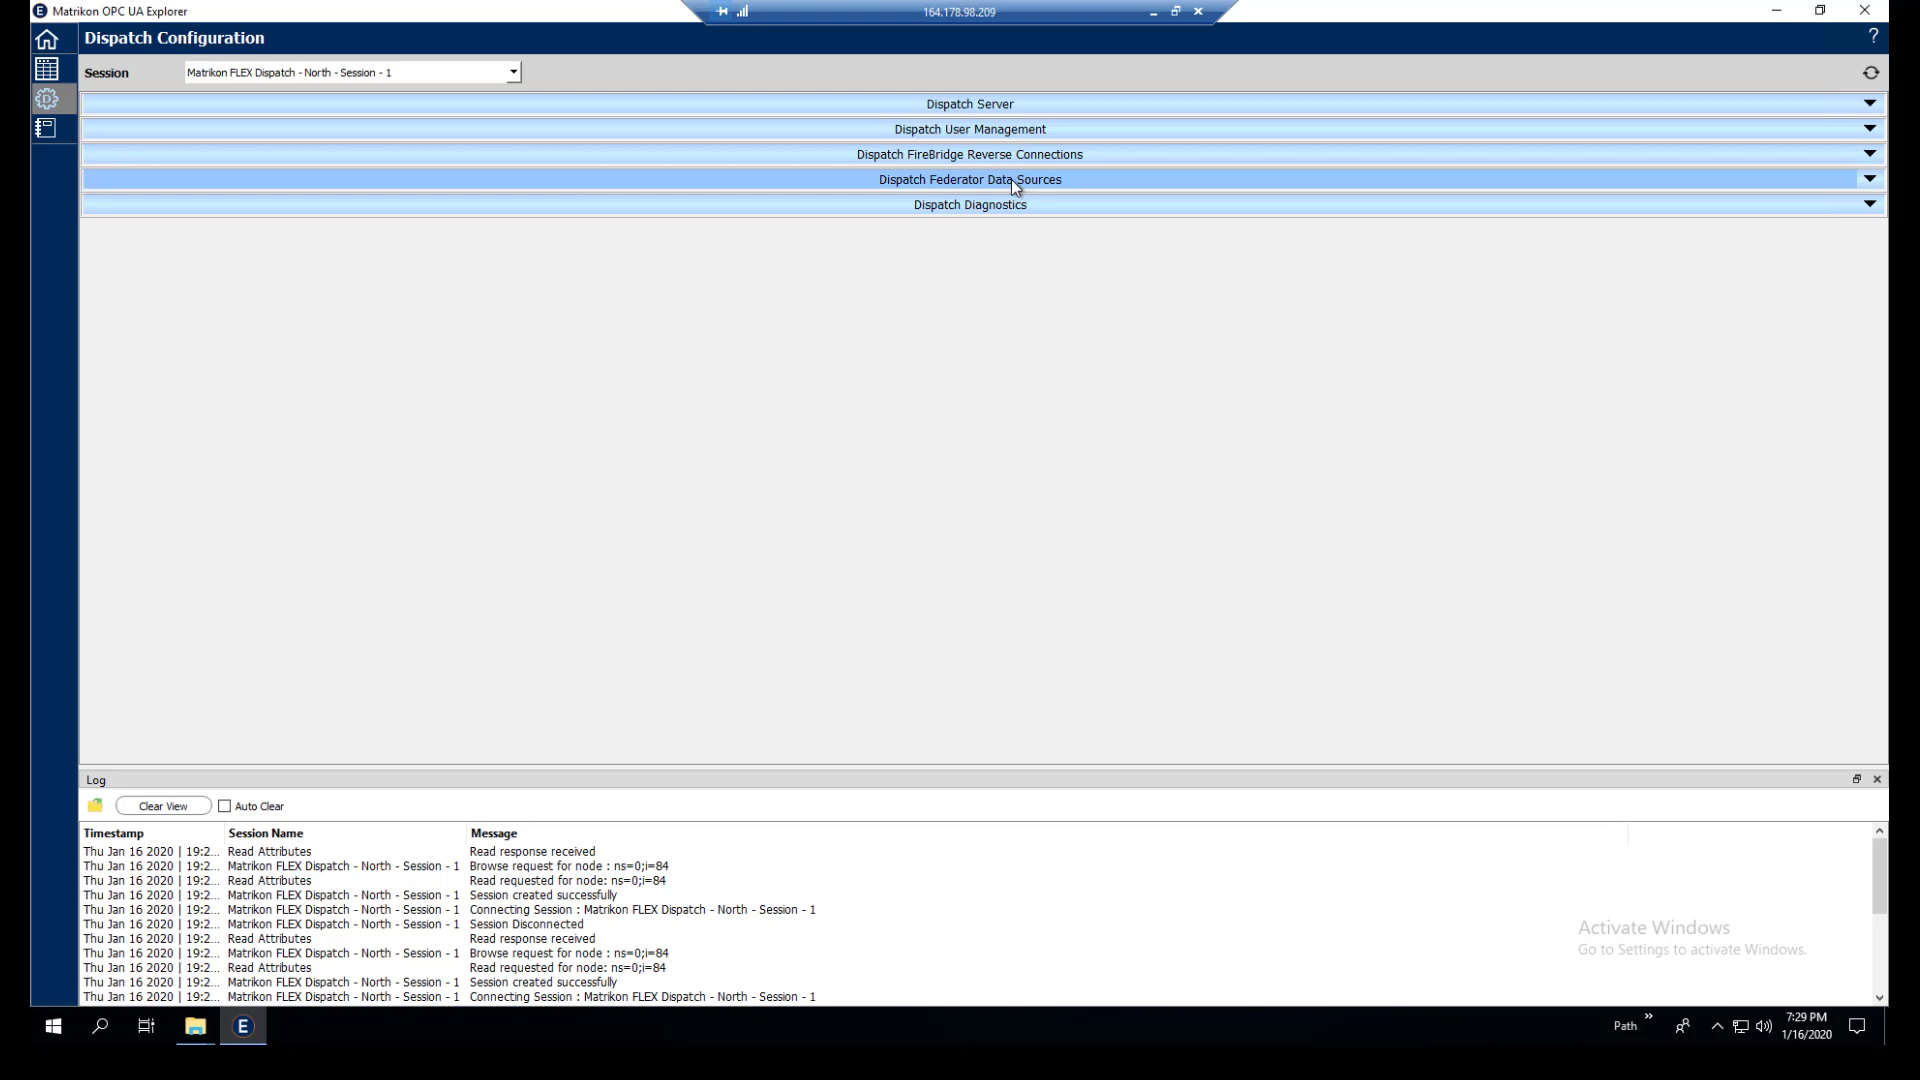 Matrikon OPC UA Explorer
164.178.98.209
Dispatch Configuration
?
Session
Matrikon FLEX Dispatch - North - Session - 1
Dispatch Server
Dispatch User Management
Dispatch FireBridge Reverse Connections
Dispatch Federator Data Sources
Dispatch Diagnostics
Log
Clear View
Auto Clear
Timestamp Session Name Message
Thu Jan 16 2020 | 19:2... Read Attributes Read response received
Thu Jan 16 2020 | 19:2... Matrikon FLEX Dispatch - North - Session - 1 Browse request for node : ns=0;i=84
Thu Jan 16 2020 | 19:2... Read Attributes Read requested for node: ns=0;i=84
Thu Jan 16 2020 | 19:2... Matrikon FLEX Dispatch - North - Session - 1 Session created successfully
Thu Jan 16 2020 | 19:2... Matrikon FLEX Dispatch - North - Session - 1 Connecting Session : Matrikon FLEX Dispatch - North - Session - 1
Thu Jan 16 2020 | 19:2... Matrikon FLEX Dispatch - North - Session - 1 Session Disconnected
Thu Jan 16 2020 | 19:2... Read Attributes Read response received
Thu Jan 16 2020 | 19:2... Matrikon FLEX Dispatch - North - Session - 1 Browse request for node : ns=0;i=84
Thu Jan 16 2020 | 19:2... Read Attributes Read requested for node: ns=0;i=84
Thu Jan 16 2020 | 19:2... Matrikon FLEX Dispatch - North - Session - 1 Session created successfully
Thu Jan 16 2020 | 19:2... Matrikon FLEX Dispatch - North - Session - 1 Connecting Session : Matrikon FLEX Dispatch - North - Session - 1
Activate Windows
Go to Settings to activate Windows.
E
Path
7:29 PM
1/16/2020